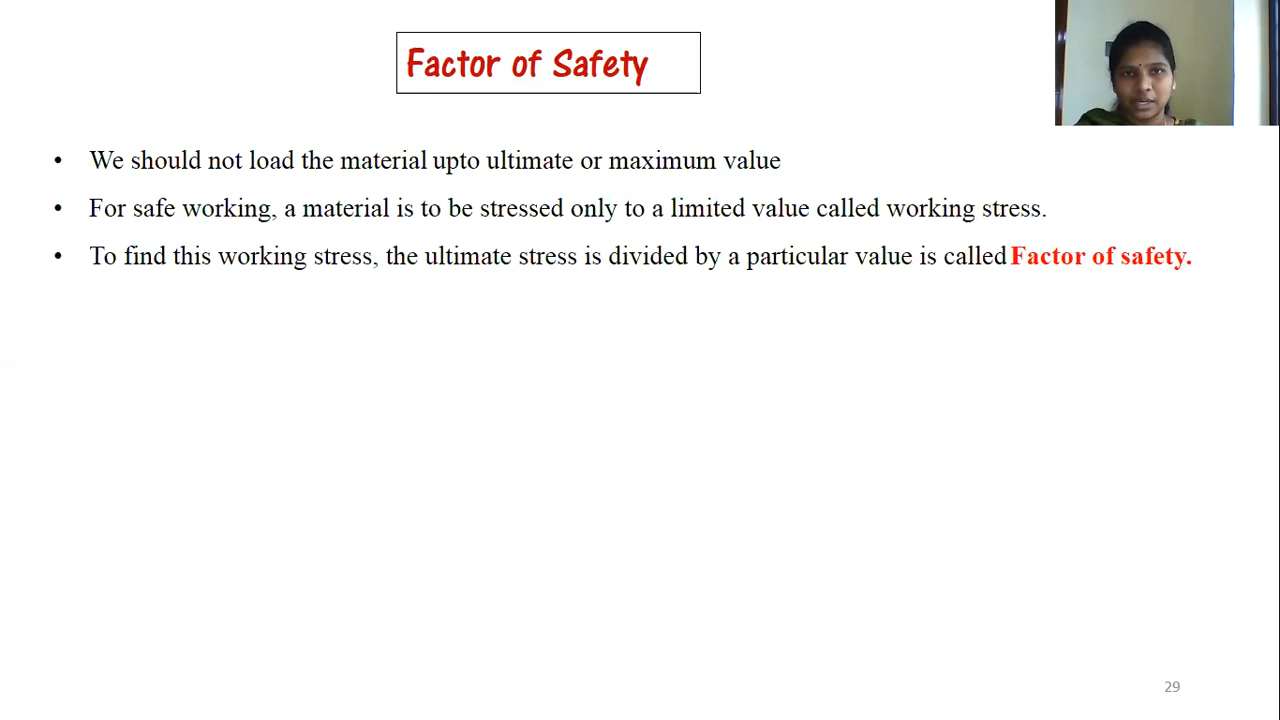 Factor of Safety
• We should not load the material upto ultimate or maximum value
• For safe working, a material is to be stressed only to a limited value called working stress.
• To find this working stress, the ultimate stress is divided by a particular value is called Factor of safety.
29